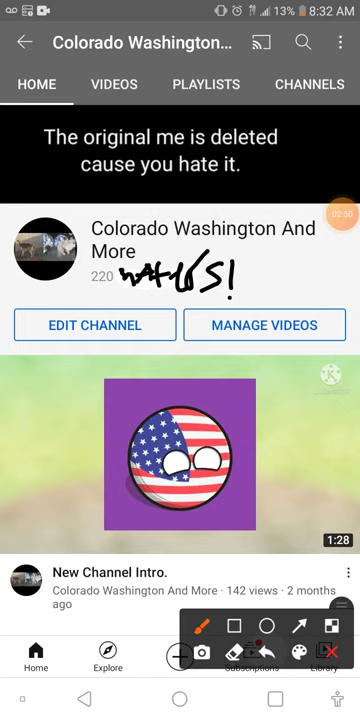 13% 8:32 AM
Colorado Washington...
HOME VIDEOS PLAYLISTS CHANNELS
The original me is deleted
cause you hate it.
02:50
Colorado Washington And
More
220
EDIT CHANNEL MANAGE VIDEOS
1:28
New Channel Intro.
Colorado Washington And More · 142 views · 2 months
ago
Home Explore Subscriptions Library